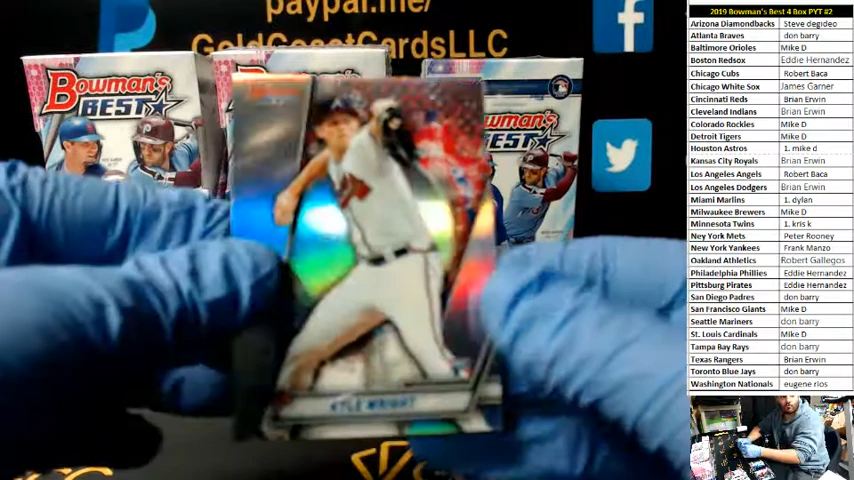 paypal.me/
GoldCoastCardsLLC
Bowman's
BEST
Bowman's
BEST
KYLE WRIGHT
2019 Bowman's Best 4 Box PYT #2
Arizona Diamondbacks Steve degideo
Atlanta Braves don barry
Baltimore Orioles Mike D
Boston Redsox Eddie Hernandez
Chicago Cubs Robert Baca
Chicago White Sox James Garner
Cincinnati Reds Brian Erwin
Cleveland Indians Brian Erwin
Colorado Rockies Mike D
Detroit Tigers Mike D
Houston Astros 1. mike d
Kansas City Royals Brian Erwin
Los Angeles Angels Robert Baca
Los Angeles Dodgers Brian Erwin
Miami Marlins 1. dylan
Milwaukee Brewers Mike D
Minnesota Twins 1. kris k
Ney York Mets Peter Rooney
New York Yankees Frank Manzo
Oakland Athletics Robert Gallegos
Philadelphia Phillies Eddie Hernandez
Pittsburg Pirates Eddie Hernandez
San Diego Padres don barry
San Francisco Giants Mike D
Seattle Mariners don barry
St. Louis Cardinals Mike D
Tampa Bay Rays don barry
Texas Rangers Brian Erwin
Toronto Blue Jays don barry
Washington Nationals eugene rios